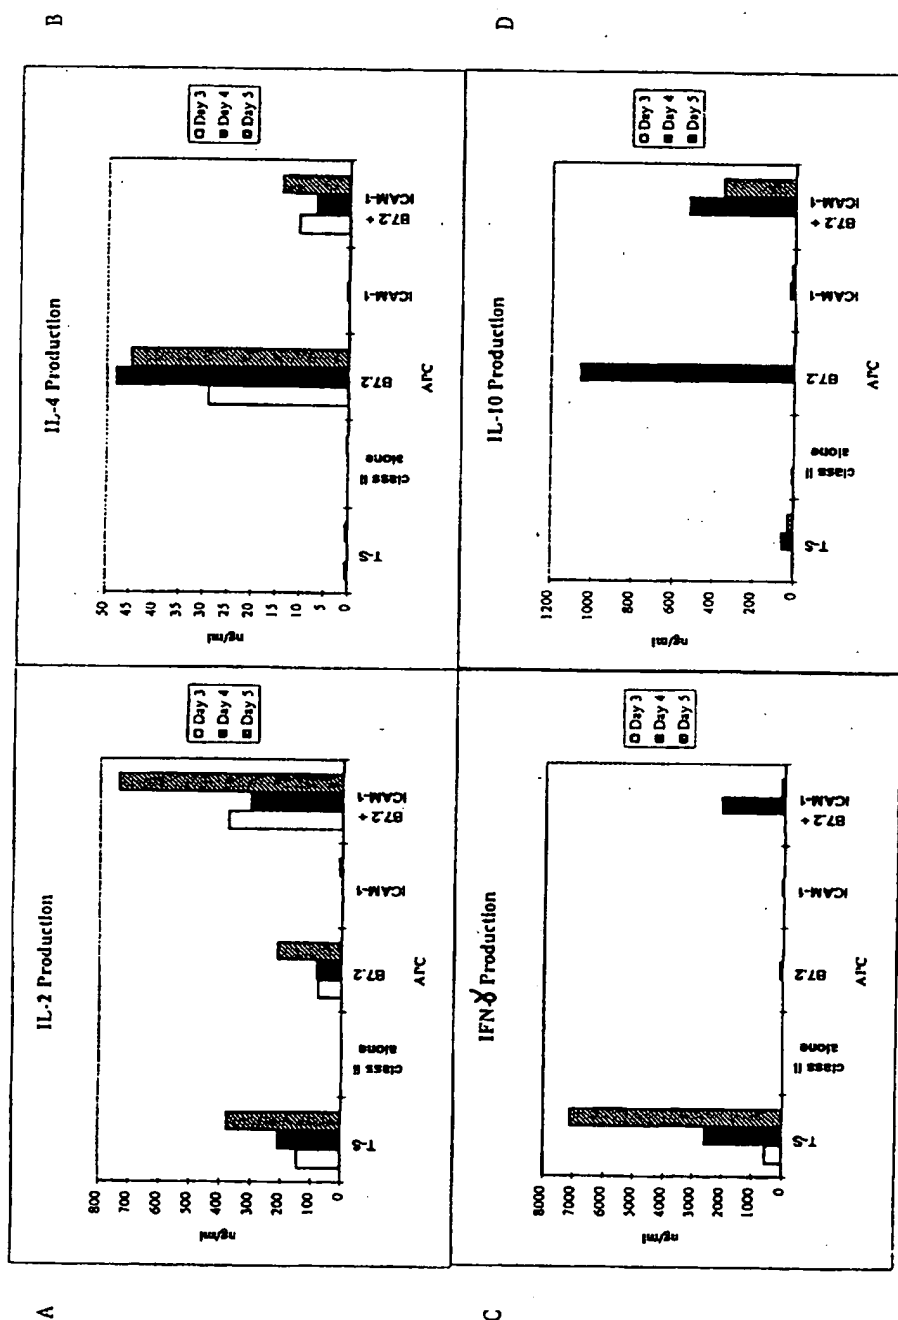 A
IL-2 Production
800
700
600
500
400
300
200
100
0
ng/ml
T-S
class II
alone
B7.2
ICAM-1
B7.2 +
ICAM-1
APC
Day 3
Day 4
Day 5
B
IL-4 Production
50
45
40
35
30
25
20
15
10
5
0
ng/ml
T-S
class II
alone
B7.2
ICAM-1
B7.2 +
ICAM-1
APC
Day 3
Day 4
Day 5
C
IFN-γ Production
8000
7000
6000
5000
4000
3000
2000
1000
0
ng/ml
T-S
class II
alone
B7.2
ICAM-1
B7.2 +
ICAM-1
APC
Day 3
Day 4
Day 5
D
IL-10 Production
1200
1000
800
600
400
200
0
ng/ml
T-S
class II
alone
B7.2
ICAM-1
B7.2 +
ICAM-1
APC
Day 3
Day 4
Day 5